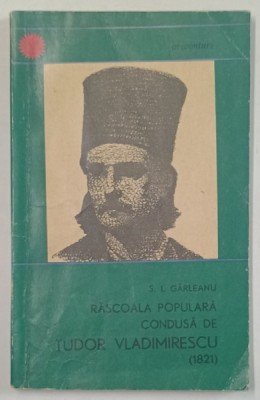 S. I. GÂRLEANU
RĂSCOALA POPULARĂ
CONDUSĂ DE
TUDOR VLADIMIRESCU
(1821)